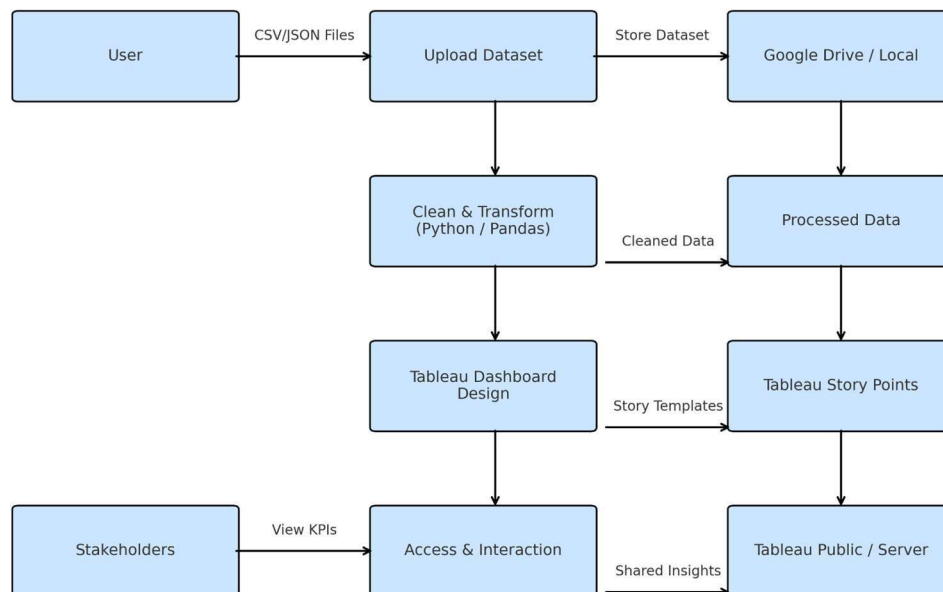 User
CSV/JSON Files
Upload Dataset
Store Dataset
Google Drive / Local
Clean & Transform
(Python / Pandas)
Cleaned Data
Processed Data
Tableau Dashboard
Design
Story Templates
Tableau Story Points
Stakeholders
View KPIs
Access & Interaction
Shared Insights
Tableau Public / Server